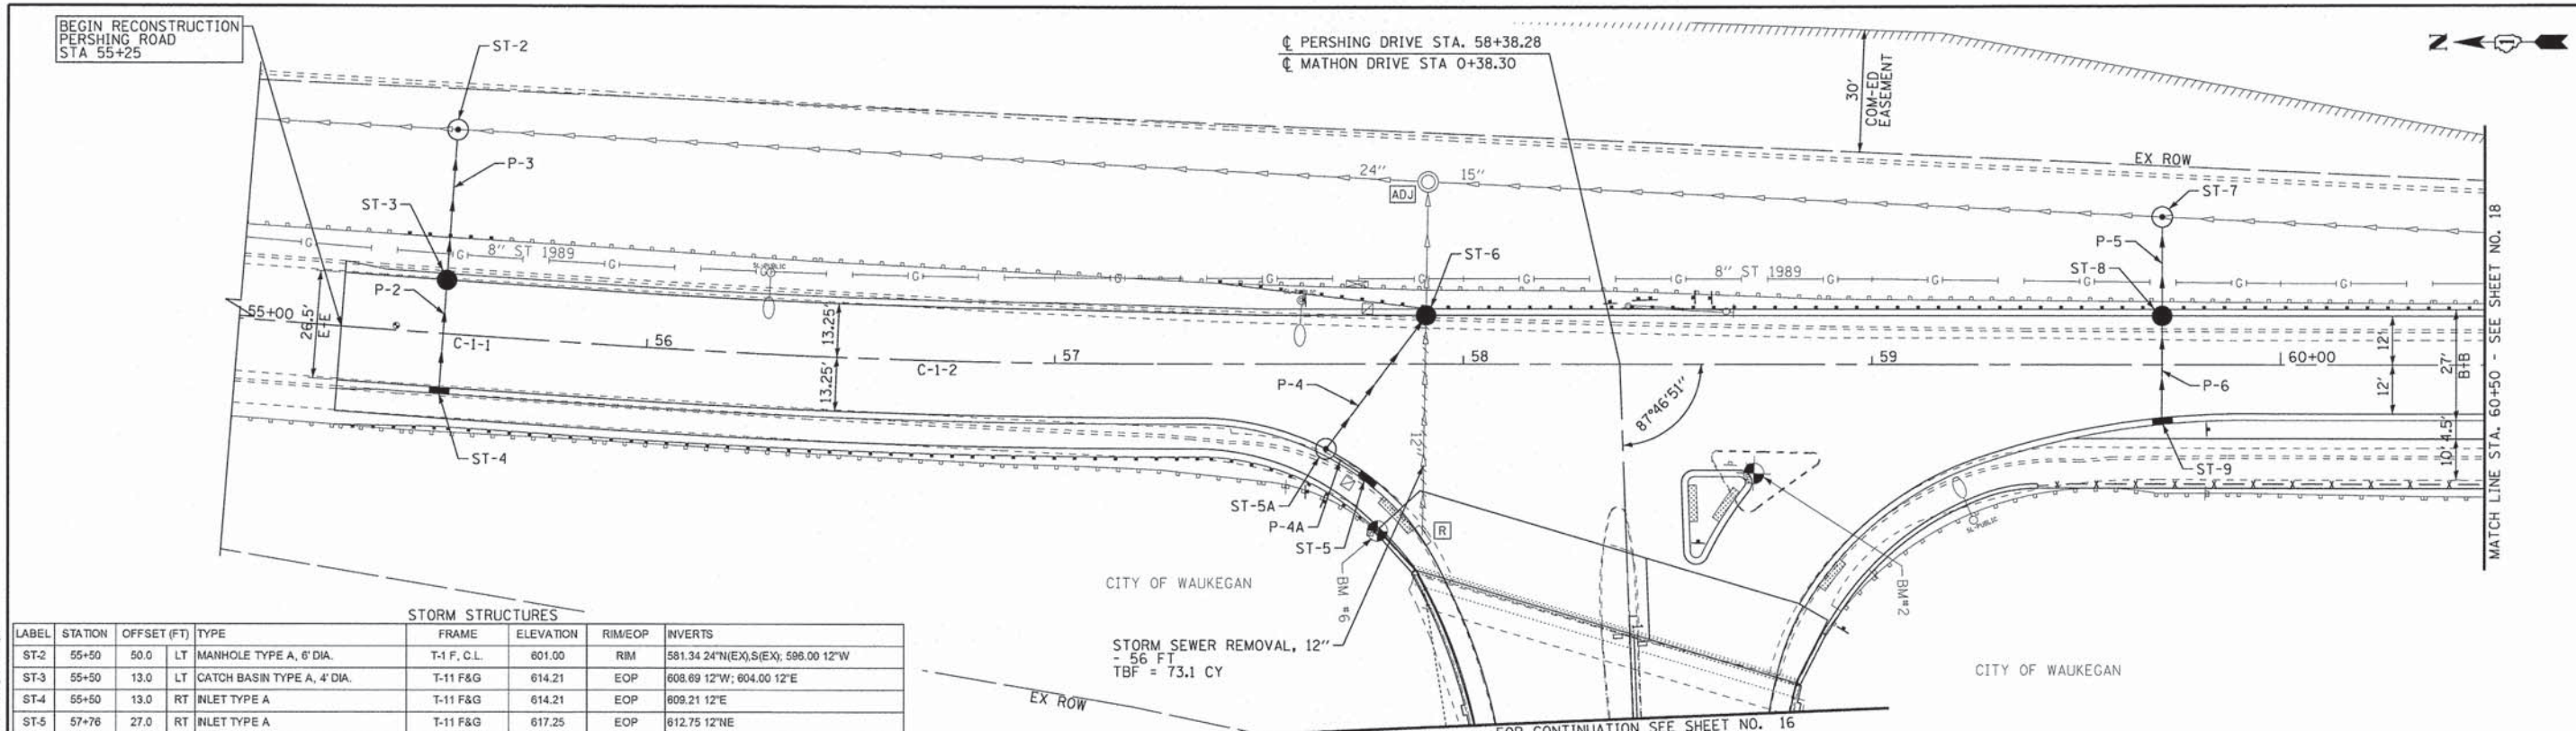 BEGIN RECONSTRUCTION
PERSHING ROAD
STA 55+25
ST-2
℄ PERSHING DRIVE STA. 58+38.28
℄ MATHON DRIVE STA 0+38.30
30'
COM-ED
EASEMENT
N
P-3
EX ROW
24"
15"
ADJ
ST-7
ST-3
8" ST 1989
G G G G G G G G G G G G G G
SL-PUBLIC
ST-6
8" ST 1989
P-5
ST-8
P-2
55+00
26.5'
E-E
C-1-1
56
13.25'
13.25'
57
C-1-2
58
59
60+00
12'
12'
27'
B-B
P-4
87°46'51"
P-6
12"
10'
4.5'
MATCH LINE STA. 60+50 - SEE SHEET NO. 18
ST-4
ST-5A
P-4A
ST-5
R
ST-9
SL-PUBLIC
BM #6
BM#2
CITY OF WAUKEGAN
CITY OF WAUKEGAN
STORM SEWER REMOVAL, 12"
- 56 FT
TBF = 73.1 CY
EX ROW
FOR CONTINUATION SEE SHEET NO. 16
STORM STRUCTURES
LABEL STATION OFFSET (FT) TYPE FRAME ELEVATION RIM/EOP INVERTS
ST-2 55+50 50.0 LT MANHOLE TYPE A, 6' DIA. T-1 F, C.L. 601.00 RIM 581.34 24"N(EX),S(EX); 596.00 12"W
ST-3 55+50 13.0 LT CATCH BASIN TYPE A, 4' DIA. T-11 F&G 614.21 EOP 608.69 12"W; 604.00 12"E
ST-4 55+50 13.0 RT INLET TYPE A T-11 F&G 614.21 EOP 609.21 12"E
ST-5 57+76 27.0 RT INLET TYPE A T-11 F&G 617.25 EOP 612.75 12"NE